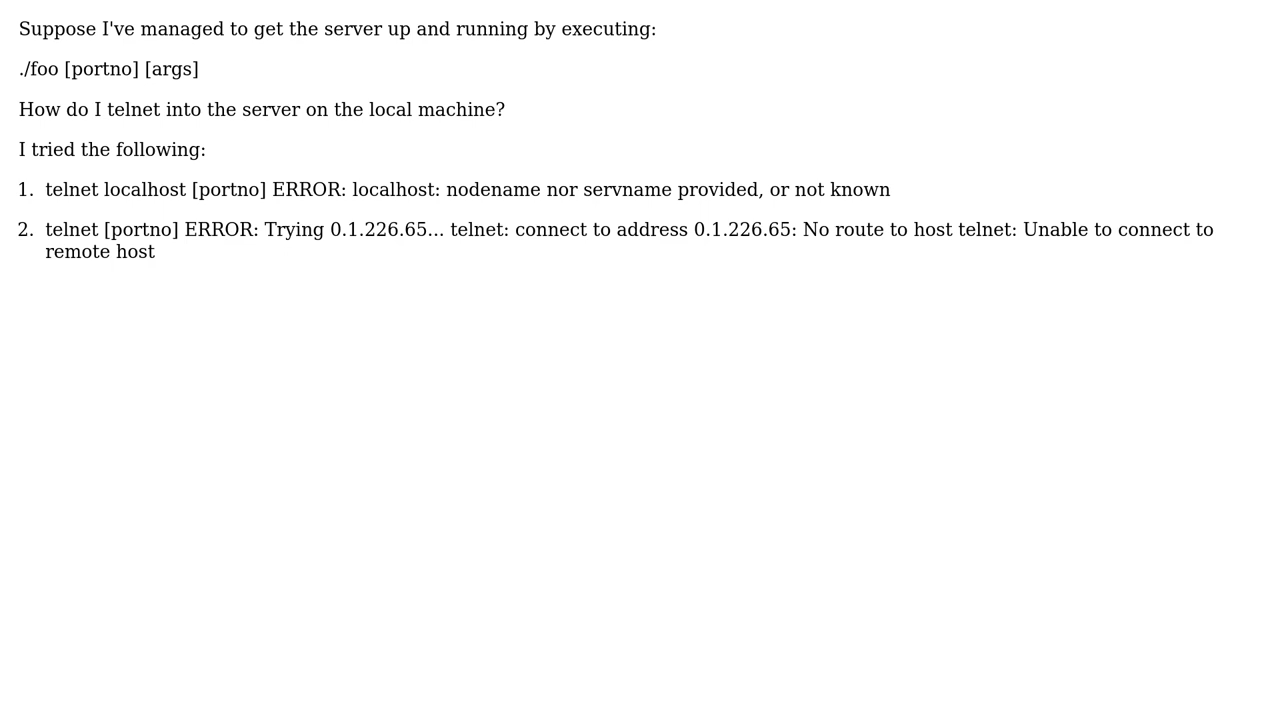 Suppose I've managed to get the server up and running by executing:
./foo [portno] [args]
How do I telnet into the server on the local machine?
I tried the following:
1. telnet localhost [portno] ERROR: localhost: nodename nor servname provided, or not known
2. telnet [portno] ERROR: Trying 0.1.226.65... telnet: connect to address 0.1.226.65: No route to host telnet: Unable to connect to
remote host